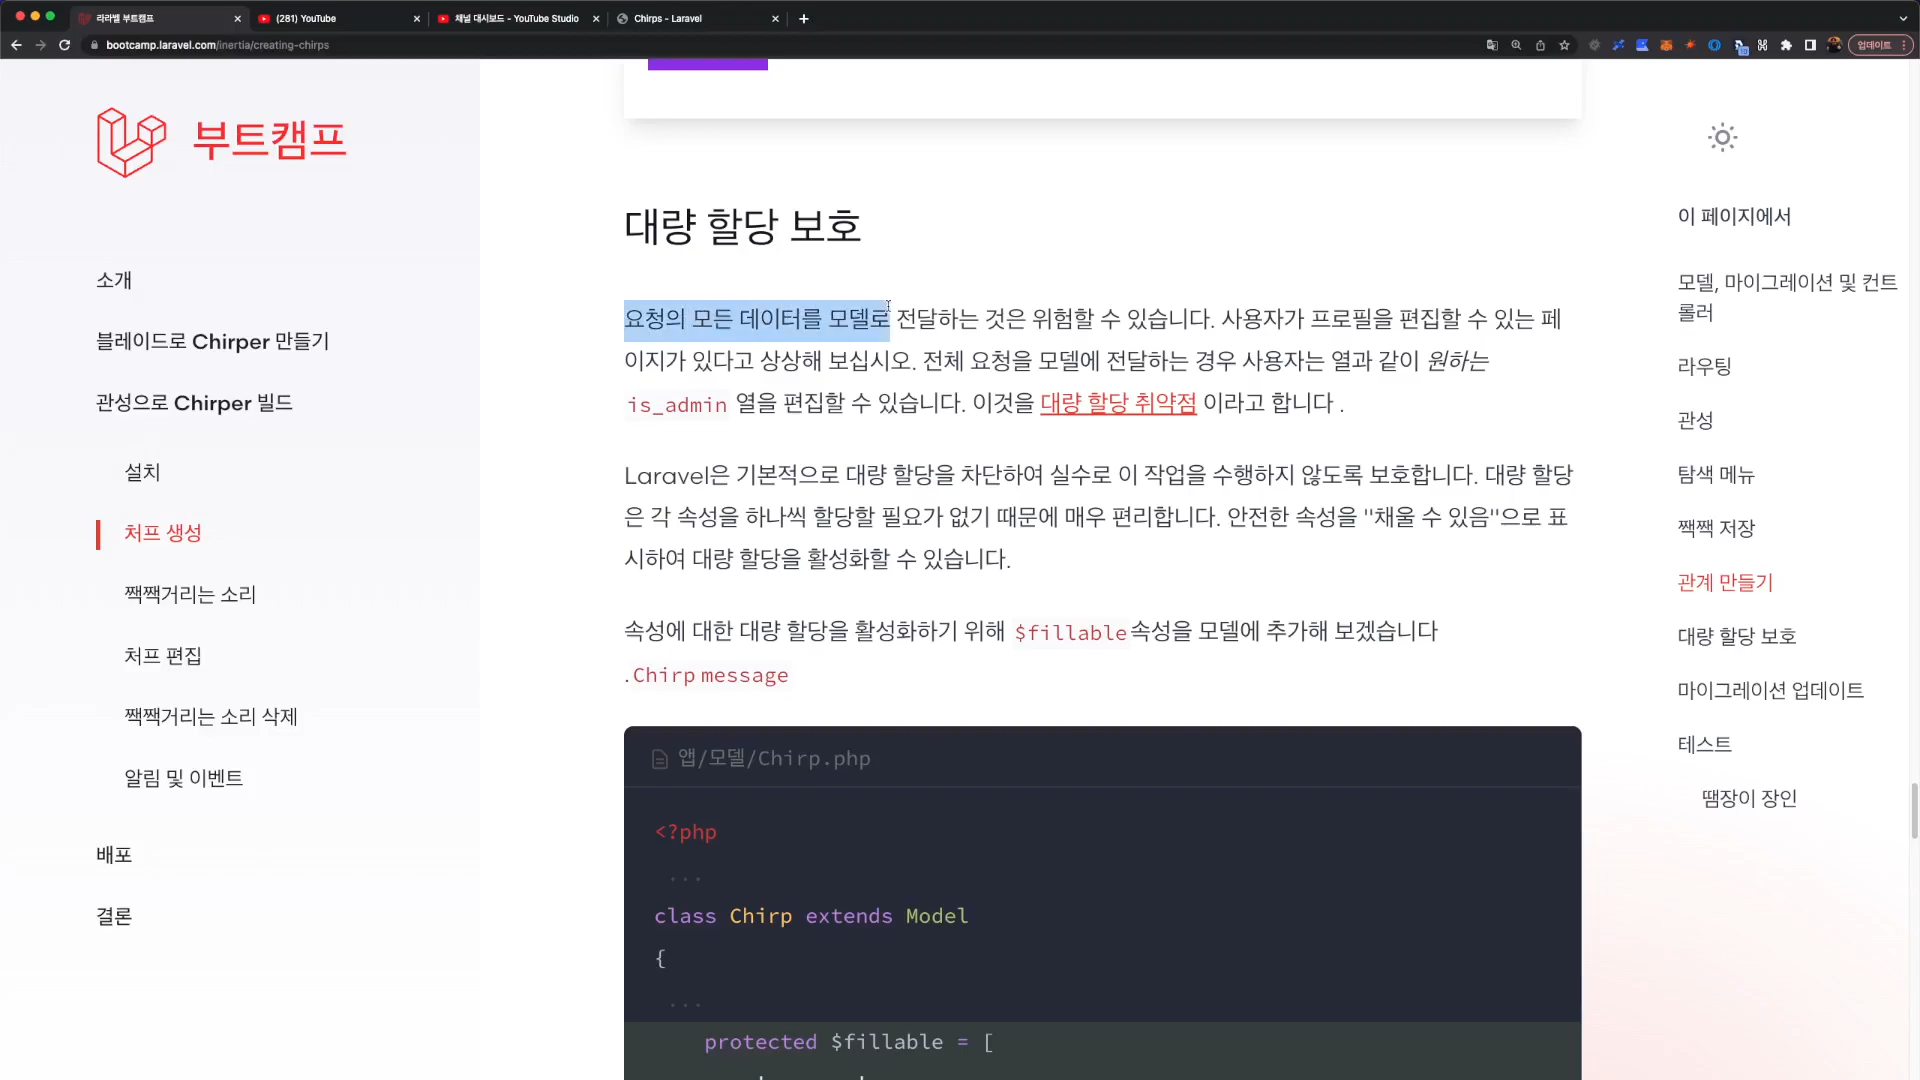 라라벨 부트캠프
(281) YouTube
채널 대시보드 - YouTube Studio
Chirps - Laravel
bootcamp.laravel.com/inertia/creating-chirps
업데이트
부트캠프
소개
블레이드로 Chirper 만들기
관성으로 Chirper 빌드
설치
처프 생성
짹짹거리는 소리
처프 편집
짹짹거리는 소리 삭제
알림 및 이벤트
배포
결론
대량 할당 보호
요청의 모든 데이터를 모델로 전달하는 것은 위험할 수 있습니다. 사용자가 프로필을 편집할 수 있는 페
이지가 있다고 상상해 보십시오. 전체 요청을 모델에 전달하는 경우 사용자는 열과 같이 원하는
is_admin 열을 편집할 수 있습니다. 이것을 대량 할당 취약점 이라고 합니다 .
Laravel은 기본적으로 대량 할당을 차단하여 실수로 이 작업을 수행하지 않도록 보호합니다. 대량 할당
은 각 속성을 하나씩 할당할 필요가 없기 때문에 매우 편리합니다. 안전한 속성을 "채울 수 있음"으로 표
시하여 대량 할당을 활성화할 수 있습니다.
속성에 대한 대량 할당을 활성화하기 위해 $fillable속성을 모델에 추가해 보겠습니다
.Chirp message
앱/모델/Chirp.php
<?php
...
class Chirp extends Model
{
...
protected $fillable = [
이 페이지에서
모델, 마이그레이션 및 컨트
롤러
라우팅
관성
탐색 메뉴
짹짹 저장
관계 만들기
대량 할당 보호
마이그레이션 업데이트
테스트
땜장이 장인